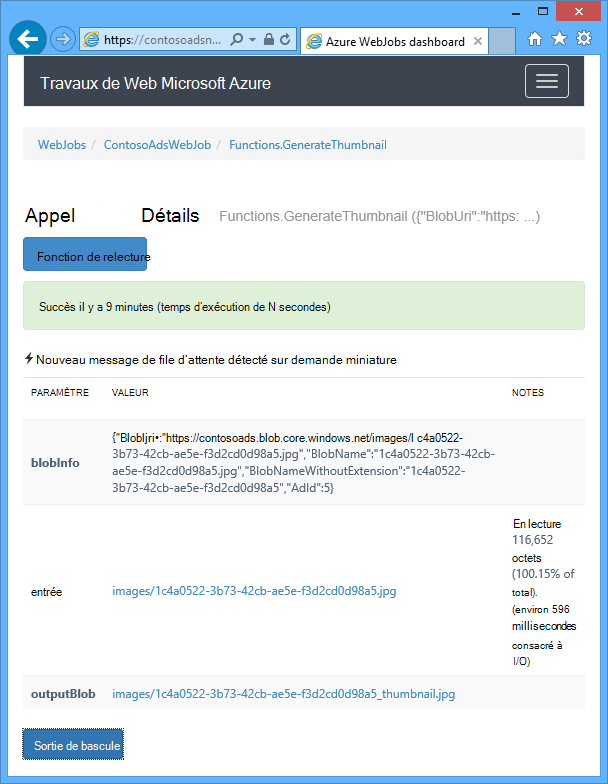 https://contosoadsn...
Azure WebJobs dashboard
Travaux de Web Microsoft Azure
WebJobs / ContosoAdsWebJob / Functions.GenerateThumbnail
Appel Détails Functions.GenerateThumbnail ({"BlobUri":"https: ...)
Fonction de relecture
Succès il y a 9 minutes (temps d'exécution de N secondes)
Nouveau message de file d'attente détecté sur demande miniature
PARAMÈTRE VALEUR NOTES
{"Blobljri•:"https://contosoads.blob.core.windows.net/images/l c4a0522-
3b73-42cb-ae5e-f3d2cd0d98a5.jpg","BlobName":"1c4a0522-3b73-42cb-
blobInfo
ae5e-f3d2cd0d98a5.jpg","BlobNameWithoutExtension":"1c4a0522-
3b73-42cb-ae5e-f3d2cd0d98a5","AdId":5}
En lecture
116,652
octets
(100.15% of
entrée images/1c4a0522-3b73-42cb-ae5e-f3d2cd0d98a5.jpg total).
(environ 596
millisecondes
consacré à
I/O)
outputBlob images/1c4a0522-3b73-42cb-ae5e-f3d2cd0d98a5_thumbnail.jpg
Sortie de bascule